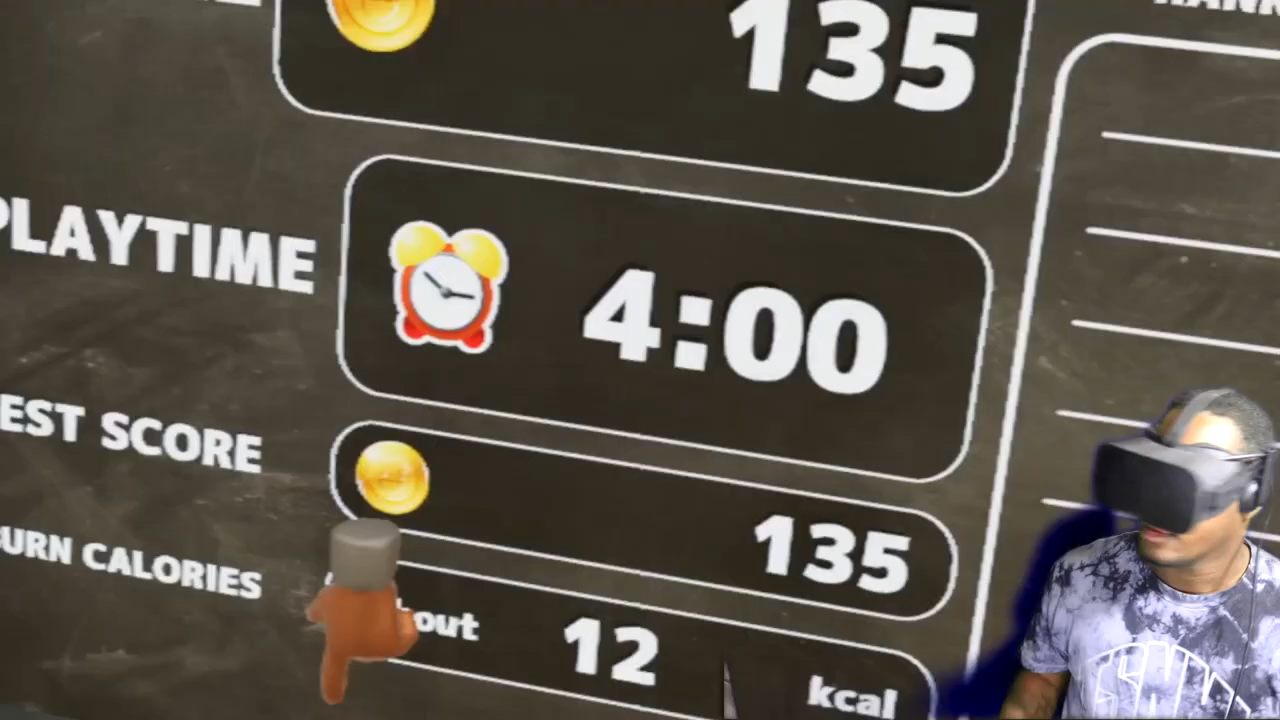 135
PLAYTIME
4:00
EST SCORE
135
URN CALORIES
out 12 kcal